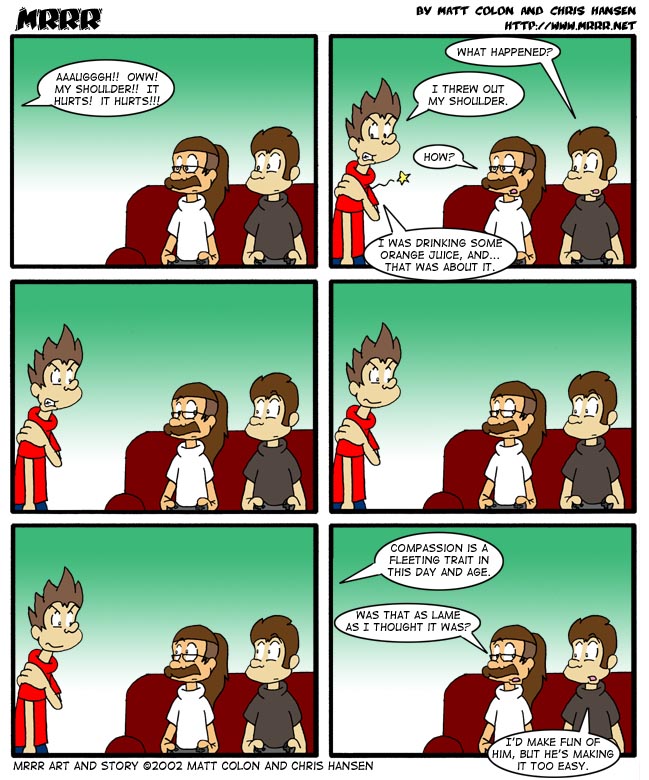 MRRR
BY MATT COLON AND CHRIS HANSEN
HTTP://WWW.MRRR.NET
AAAUGGGH!! OWW!
MY SHOULDER!! IT
HURTS! IT HURTS!!!
WHAT HAPPENED?
I THREW OUT
MY SHOULDER.
HOW?
I WAS DRINKING SOME
ORANGE JUICE, AND...
THAT WAS ABOUT IT.
COMPASSION IS A
FLEETING TRAIT IN
THIS DAY AND AGE.
WAS THAT AS LAME
AS I THOUGHT IT WAS?
I'D MAKE FUN OF
HIM, BUT HE'S MAKING
IT TOO EASY.
MRRR ART AND STORY ©2002 MATT COLON AND CHRIS HANSEN